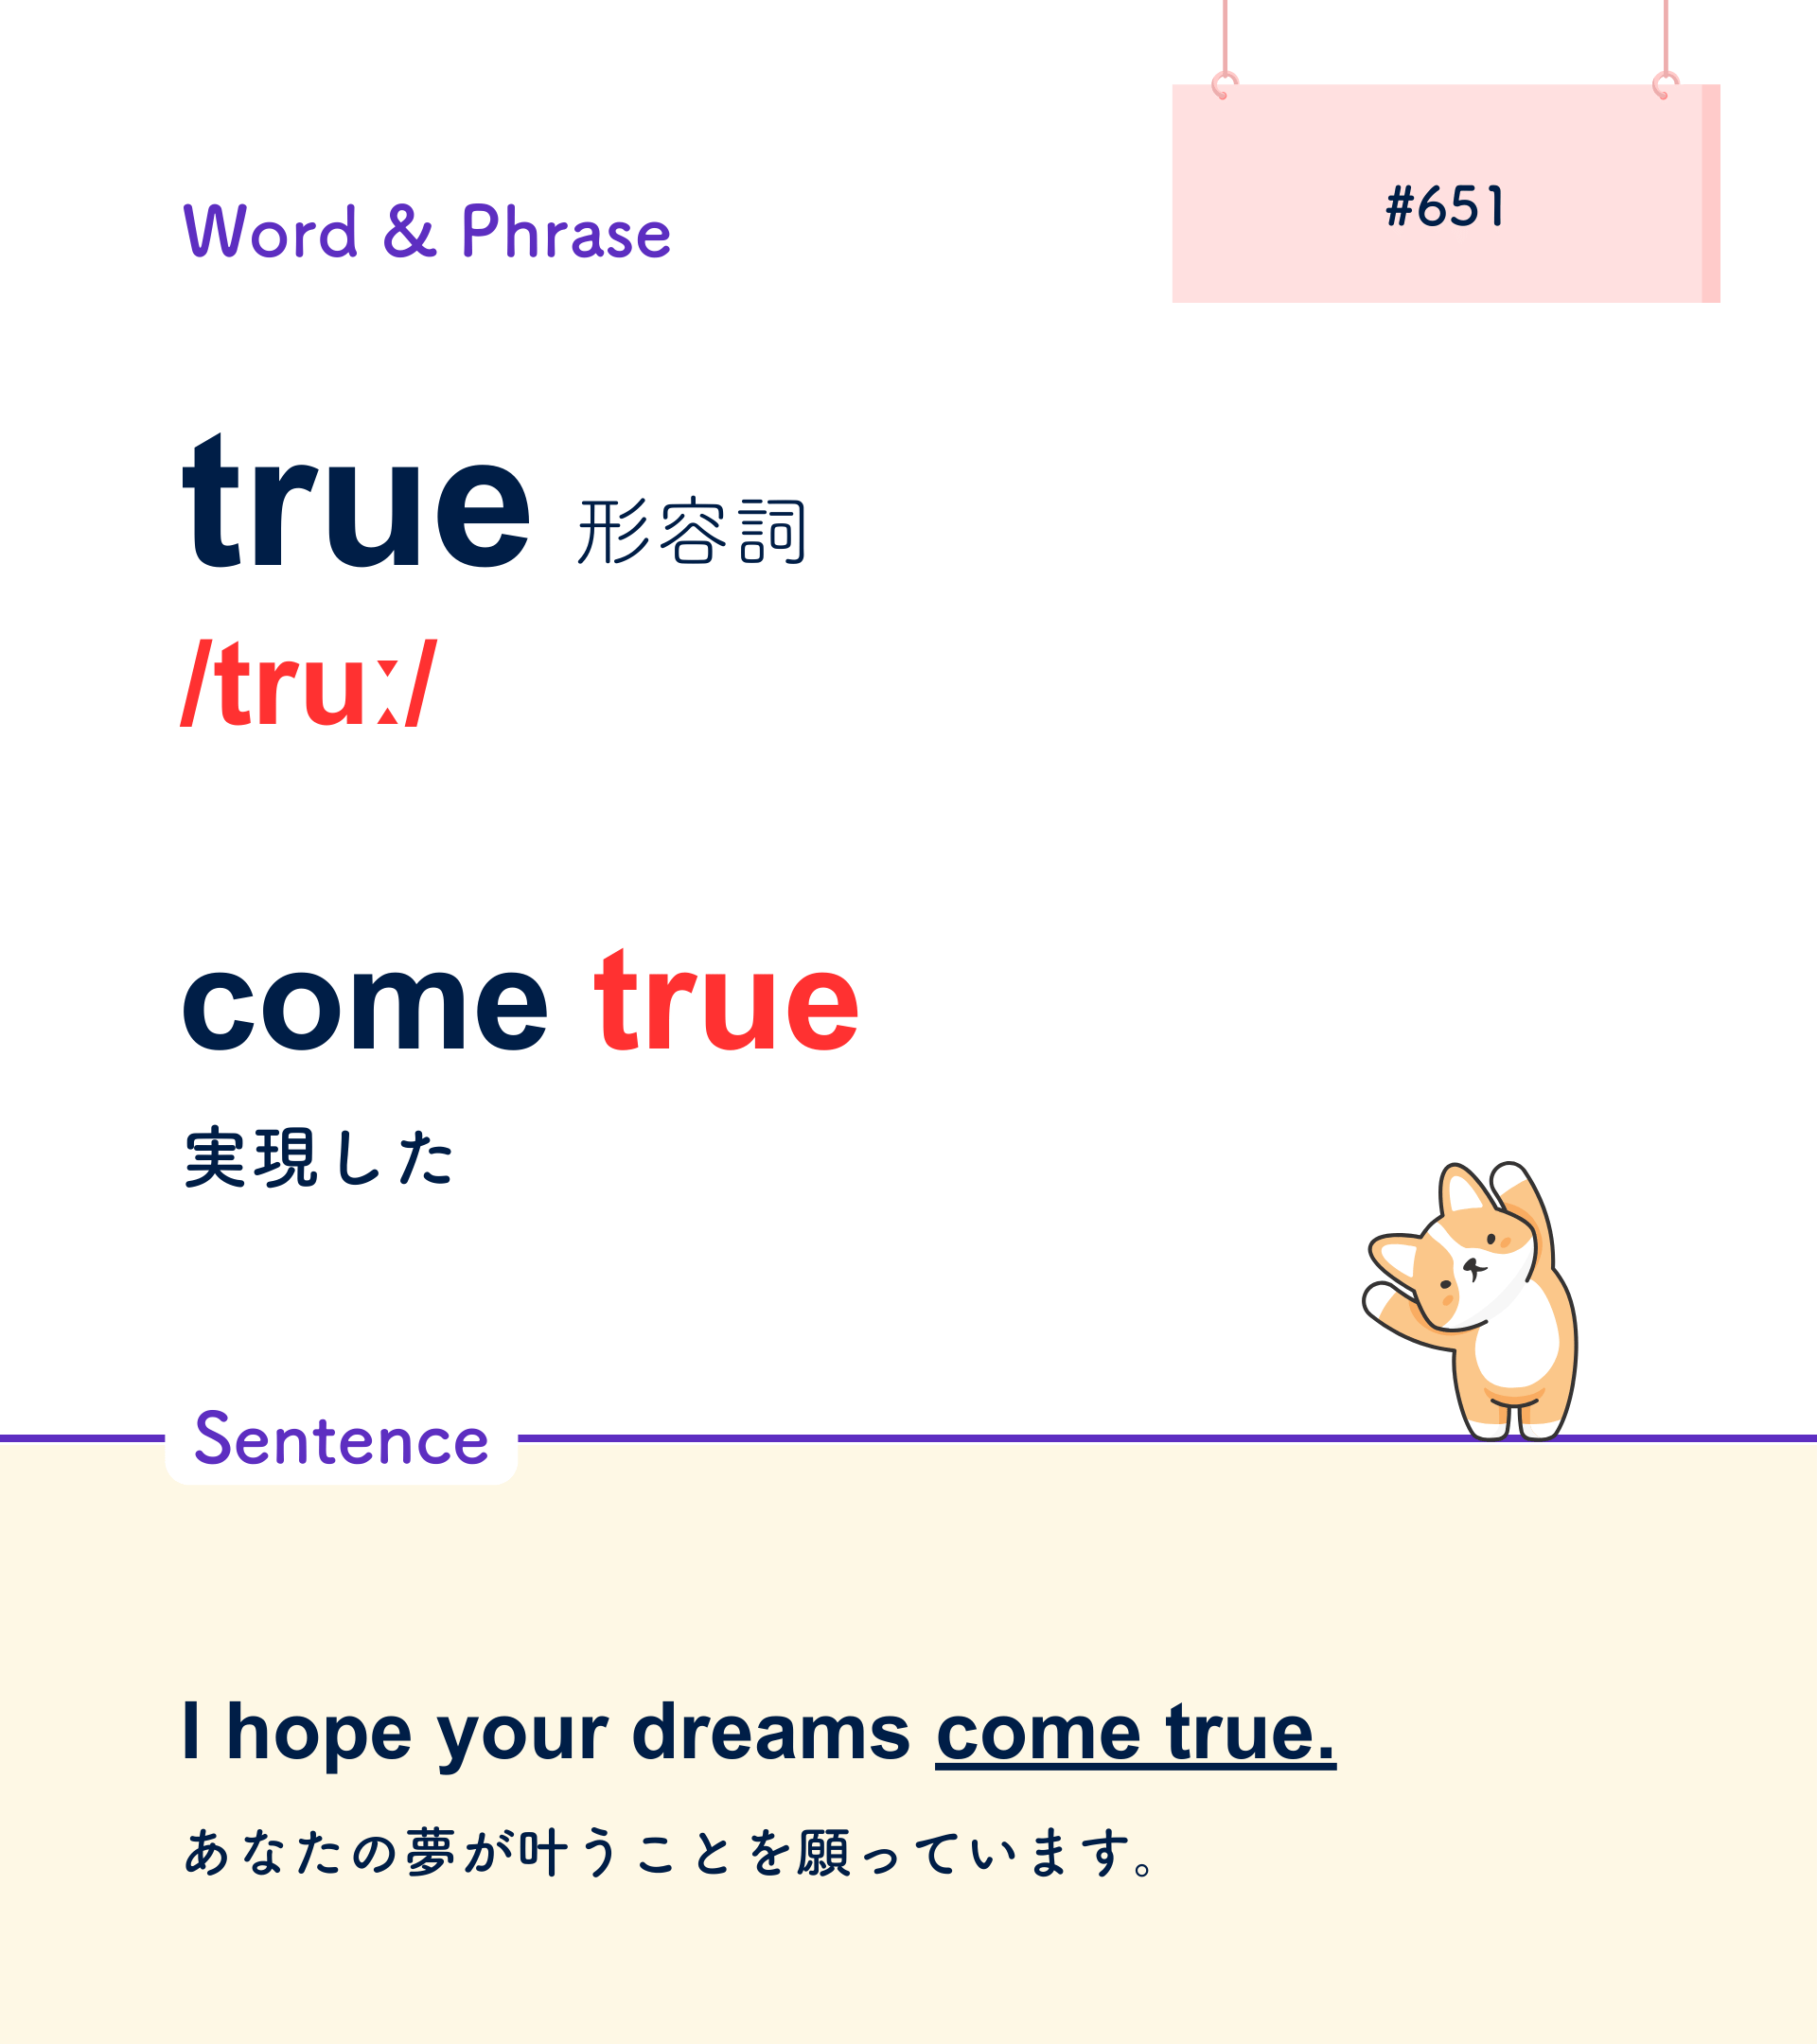 #651
Word & Phrase
true 形容詞
/truː/
come true
実現した
Sentence
I hope your dreams come true.
あなたの夢が叶うことを願っています。